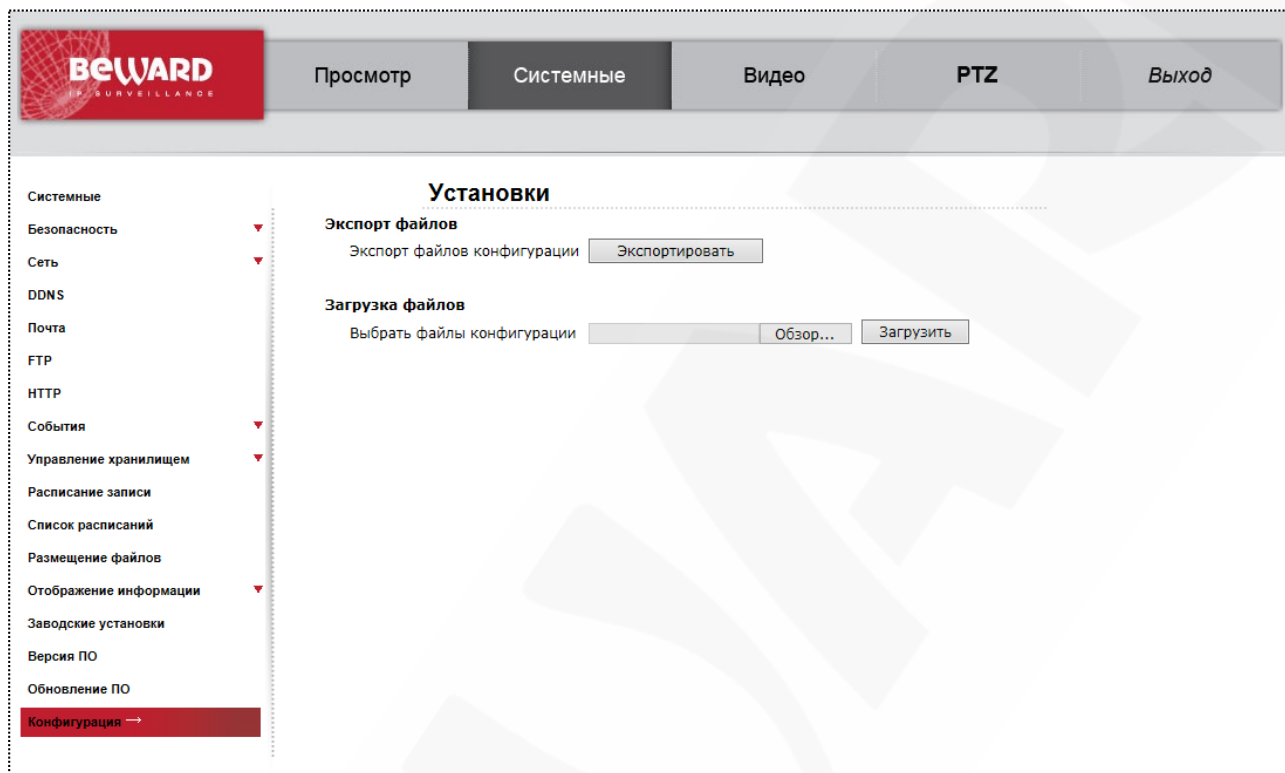 BEWARD
IP SURVEILLANCE
Просмотр
Системные
Видео
PTZ
Выход
Системные
Безопасность
Сеть
DDNS
Почта
FTP
HTTP
События
Управление хранилищем
Расписание записи
Список расписаний
Размещение файлов
Отображение информации
Заводские установки
Версия ПО
Обновление ПО
Конфигурация →
Установки
Экспорт файлов
Экспорт файлов конфигурации Экспортировать
Загрузка файлов
Выбрать файлы конфигурации Обзор... Загрузить